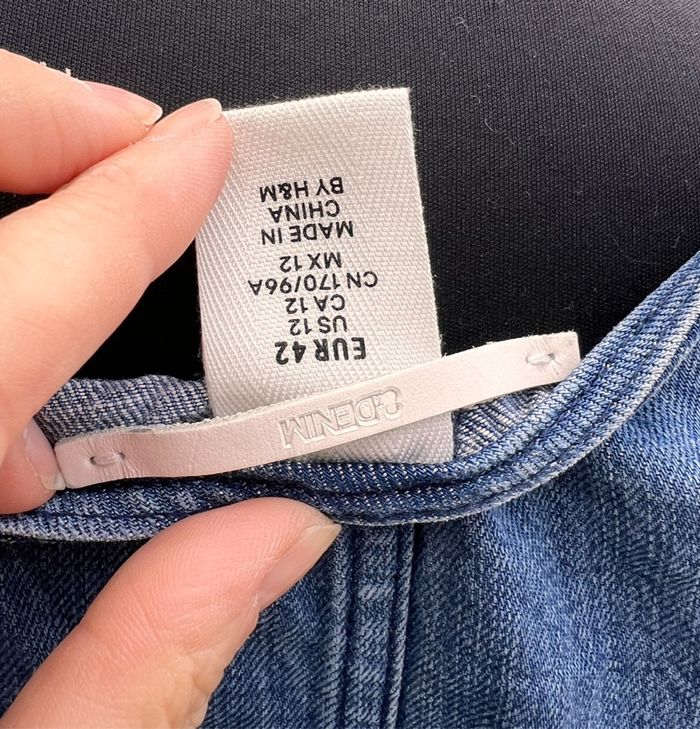 &DENIM
EUR 42
US 12
CA 12
CN 170/96A
MX 12
MADE IN
CHINA
BY H&M